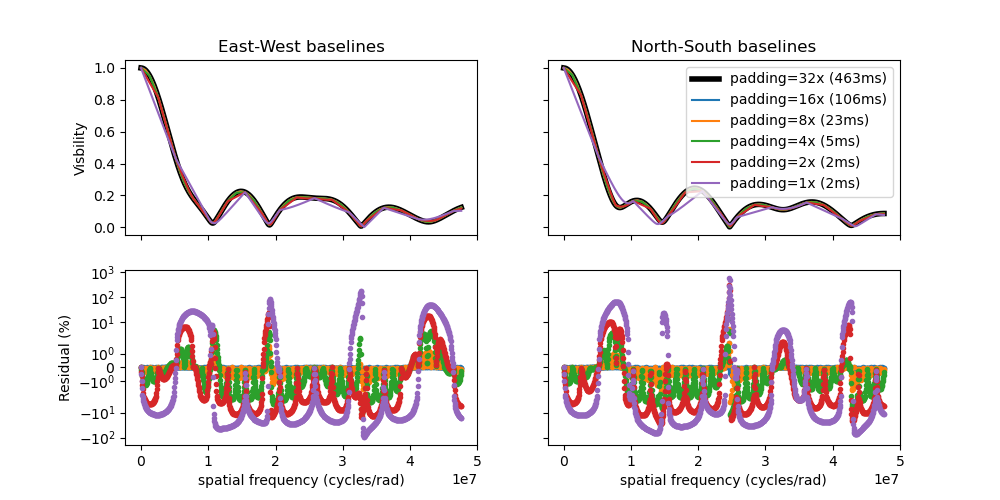 East-West baselines
North-South baselines
1.0
0.8
0.6
0.4
0.2
0.0
Visbility
padding=32x (463ms)
padding=16x (106ms)
padding=8x (23ms)
padding=4x (5ms)
padding=2x (2ms)
padding=1x (2ms)
10³
10²
10¹
10⁰
0
−10⁰
−10¹
−10²
Residual (%)
0 1 2 3 4 5
1e7
spatial frequency (cycles/rad)
0 1 2 3 4 5
1e7
spatial frequency (cycles/rad)